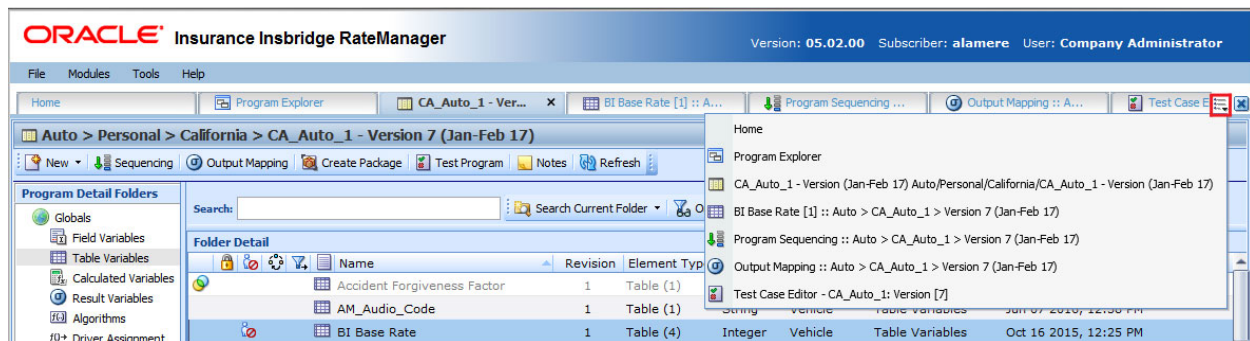 ORACLE® Insurance Insbridge RateManager
Version: 05.02.00 Subscriber: alamere User: Company Administrator
File Modules Tools Help
Home Program Explorer CA_Auto_1 - Ver... BI Base Rate [1] :: A... Program Sequencing ... Output Mapping :: A... Test Case E
Auto > Personal > California > CA_Auto_1 - Version 7 (Jan-Feb 17)
New Sequencing Output Mapping Create Package Test Program Notes Refresh
Home
Program Explorer
CA_Auto_1 - Version (Jan-Feb 17) Auto/Personal/California/CA_Auto_1 - Version (Jan-Feb 17)
BI Base Rate [1] :: Auto > CA_Auto_1 > Version 7 (Jan-Feb 17)
Program Sequencing :: Auto > CA_Auto_1 > Version 7 (Jan-Feb 17)
Output Mapping :: Auto > CA_Auto_1 > Version 7 (Jan-Feb 17)
Test Case Editor - CA_Auto_1: Version [7]
Program Detail Folders
Globals
Field Variables
Table Variables
Calculated Variables
Result Variables
Algorithms
Driver Assignment
Search: Search Current Folder O
Folder Detail
Name Revision Element Typ
Accident Forgiveness Factor 1 Table (1)
AM_Audio_Code 1 Table (1) String Vehicle Table Variables
BI Base Rate 1 Table (4) Integer Vehicle Table Variables Oct 16 2015, 12:25 PM